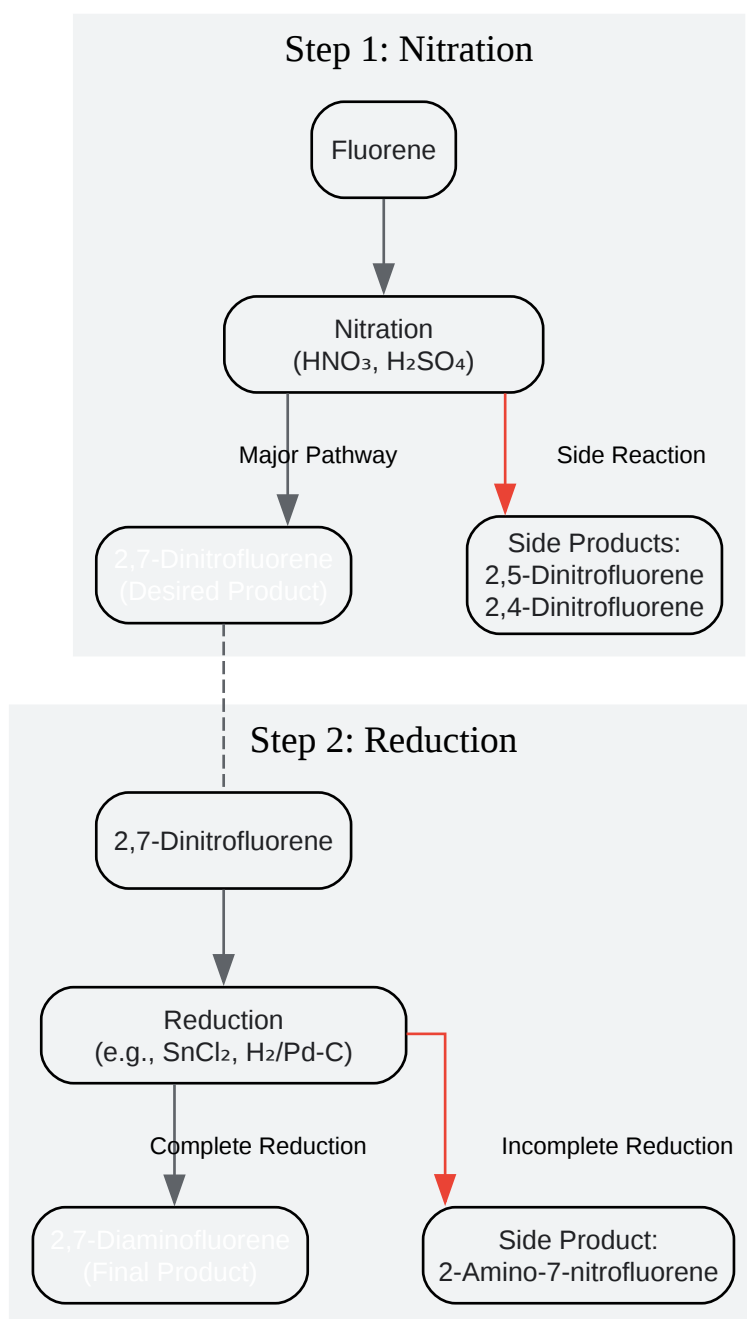 Step 1: Nitration
Fluorene
Nitration
(HNO₃, H₂SO₄)
Major Pathway
Side Reaction
2,7-Dinitrofluorene
(Desired Product)
Side Products:
2,5-Dinitrofluorene
2,4-Dinitrofluorene
Step 2: Reduction
2,7-Dinitrofluorene
Reduction
(e.g., SnCl₂, H₂/Pd-C)
Complete Reduction
Incomplete Reduction
2,7-Diaminofluorene
(Final Product)
Side Product:
2-Amino-7-nitrofluorene